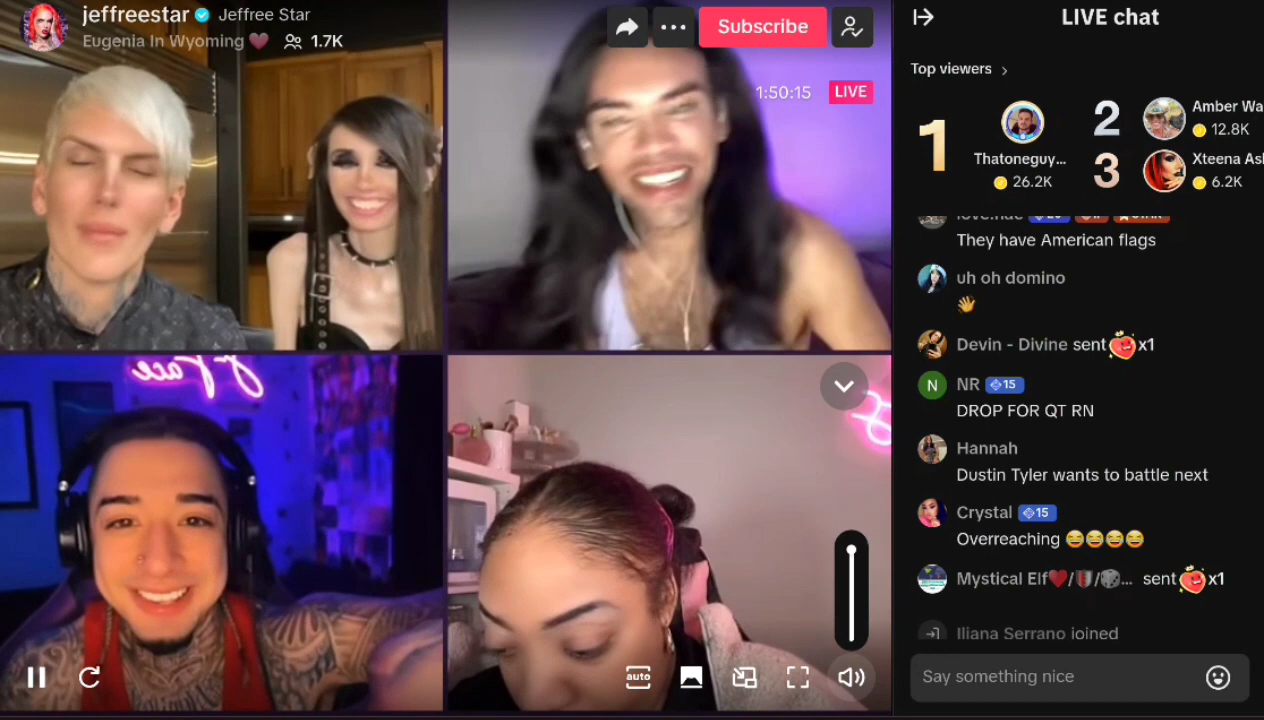 jeffreestar Jeffree Star
Eugenia In Wyoming 💜 1.7K
Subscribe
1:50:15 LIVE
LIVE chat
Top viewers >
1 Thatoneguy... 26.2K
2 Amber Wa 12.8K
3 Xteena Asl 6.2K
They have American flags
uh oh domino
👋
Devin - Divine sent x1
N NR 15
DROP FOR QT RN
Hannah
Dustin Tyler wants to battle next
Crystal 15
Overreaching 😂😂😂😂
Mystical Elf♥️/🛡/🎲... sent x1
Iliana Serrano joined
Say something nice
auto